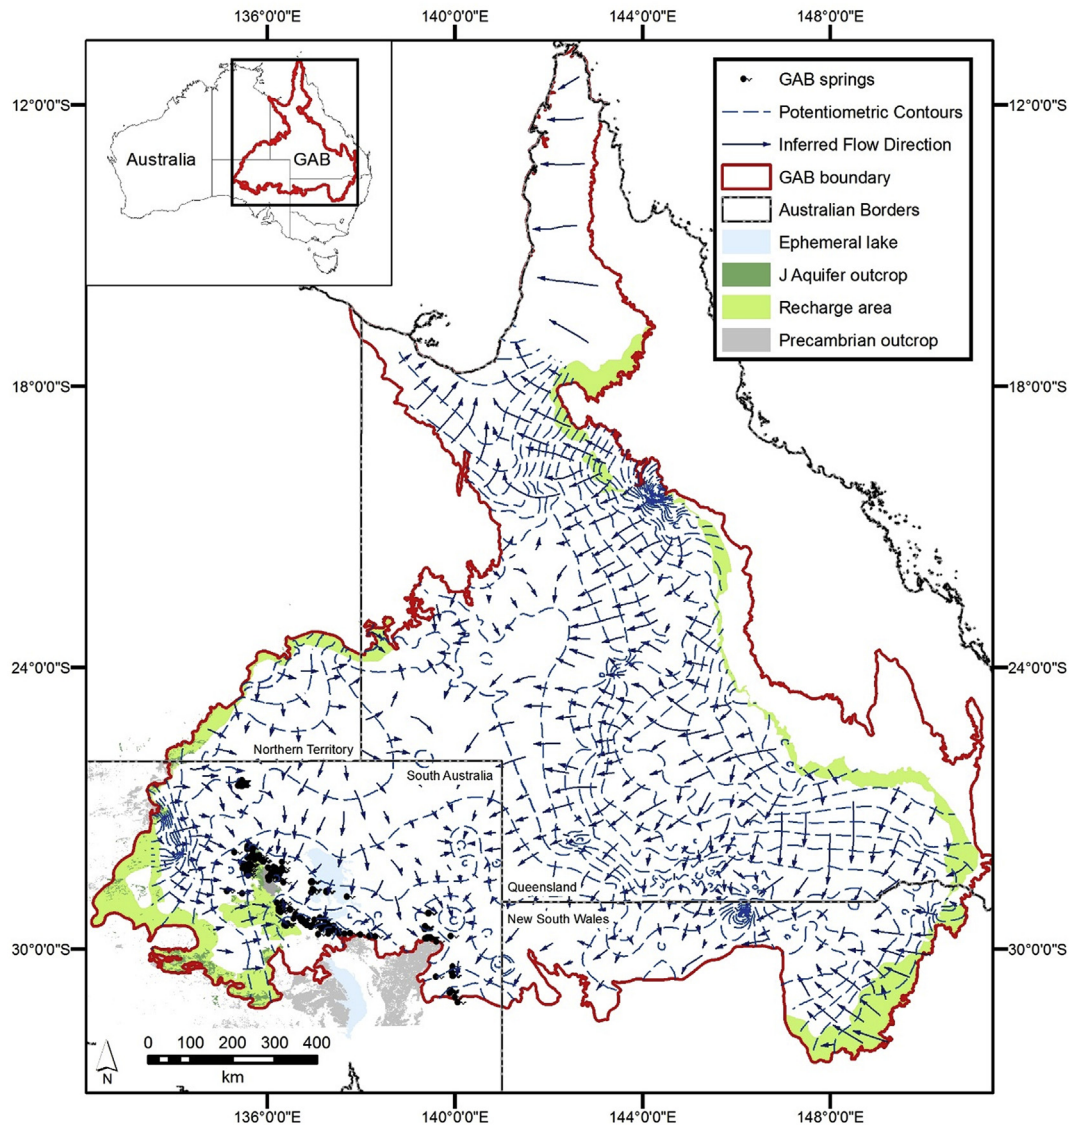 136°0'0"E 140°0'0"E 144°0'0"E 148°0'0"E
12°0'0"S 12°0'0"S
Australia GAB
GAB springs
Potentiometric Contours
Inferred Flow Direction
GAB boundary
Australian Borders
Ephemeral lake
J Aquifer outcrop
Recharge area
Precambrian outcrop
18°0'0"S 18°0'0"S
24°0'0"S 24°0'0"S
Northern Territory
South Australia
Queensland
New South Wales
30°0'0"S 30°0'0"S
0 100 200 300 400
km
N
136°0'0"E 140°0'0"E 144°0'0"E 148°0'0"E